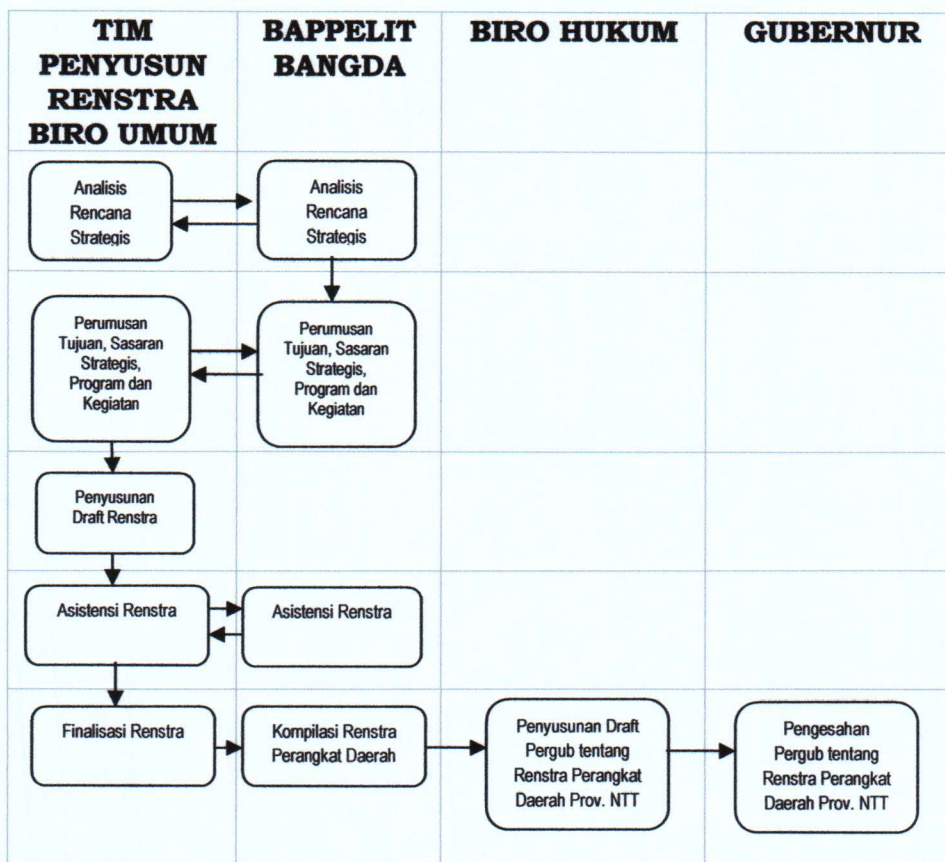 TIM
PENYUSUN
RENSTRA
BIRO UMUM
BAPPELIT
BANGDA
BIRO HUKUM
GUBERNUR
Analisis
Rencana
Strategis
Analisis
Rencana
Strategis
Perumusan
Tujuan, Sasaran
Strategis,
Program dan
Kegiatan
Perumusan
Tujuan, Sasaran
Strategis,
Program dan
Kegiatan
Penyusunan
Draft Renstra
Asistensi Renstra
Asistensi Renstra
Finalisasi Renstra
Kompilasi Renstra
Perangkat Daerah
Penyusunan Draft
Pergub tentang
Renstra Perangkat
Daerah Prov. NTT
Pengesahan
Pergub tentang
Renstra Perangkat
Daerah Prov. NTT